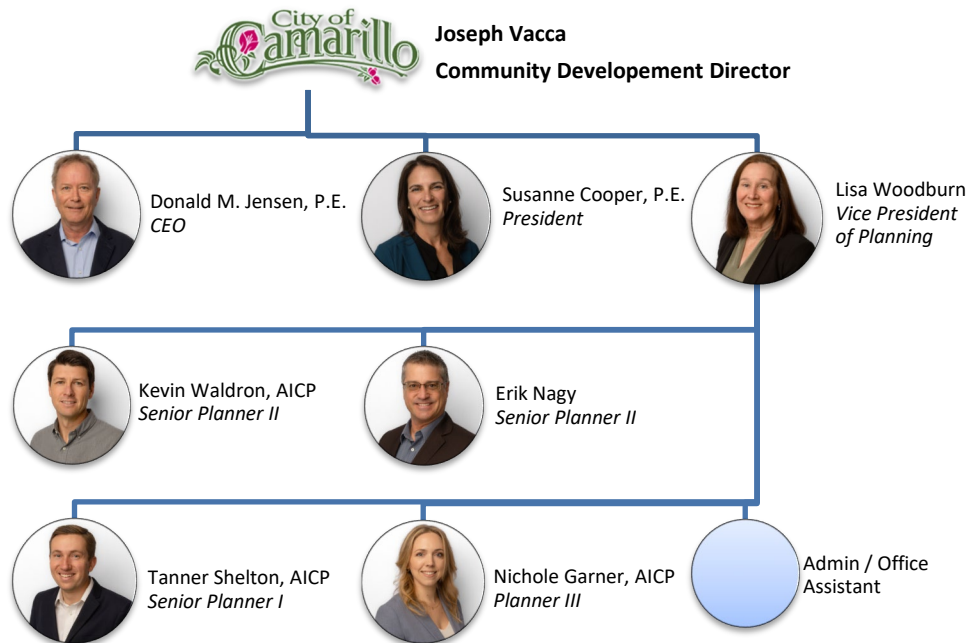 City of
Camarillo
Joseph Vacca
Community Developement Director
Donald M. Jensen, P.E.
CEO
Susanne Cooper, P.E.
President
Lisa Woodburn
Vice President
of Planning
Kevin Waldron, AICP
Senior Planner II
Erik Nagy
Senior Planner II
Tanner Shelton, AICP
Senior Planner I
Nichole Garner, AICP
Planner III
Admin / Office
Assistant